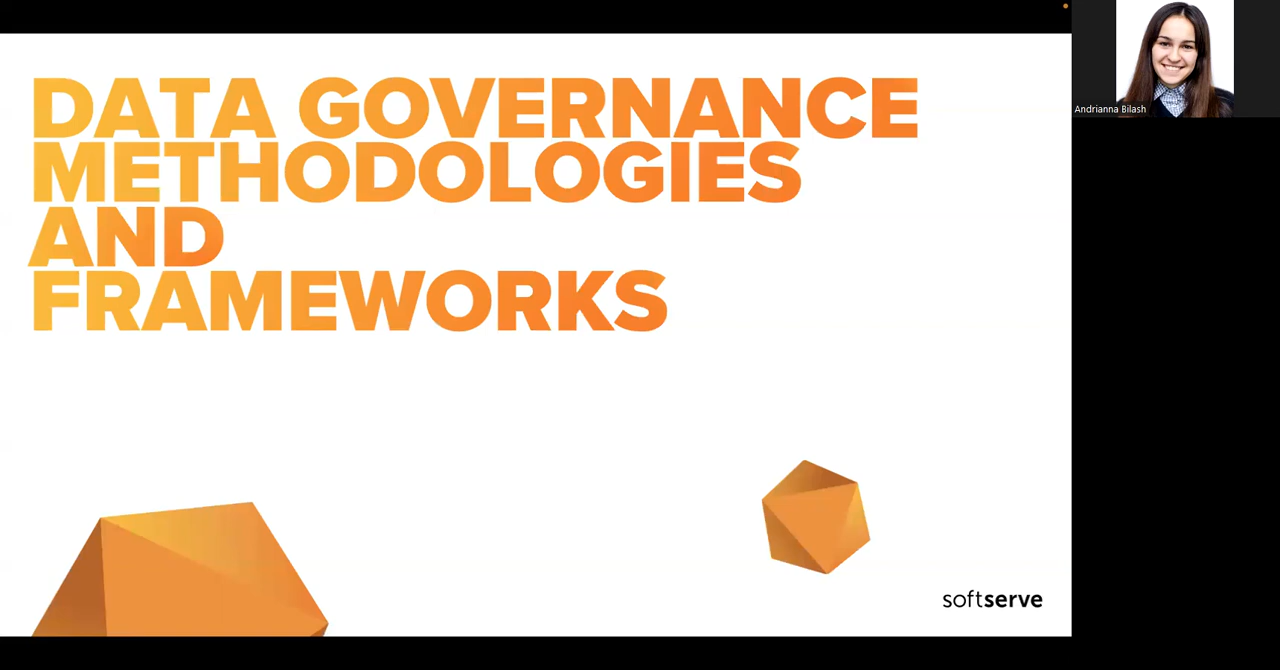 DATA GOVERNANCE
METHODOLOGIES
AND
FRAMEWORKS
softserve
Andrianna Bilash